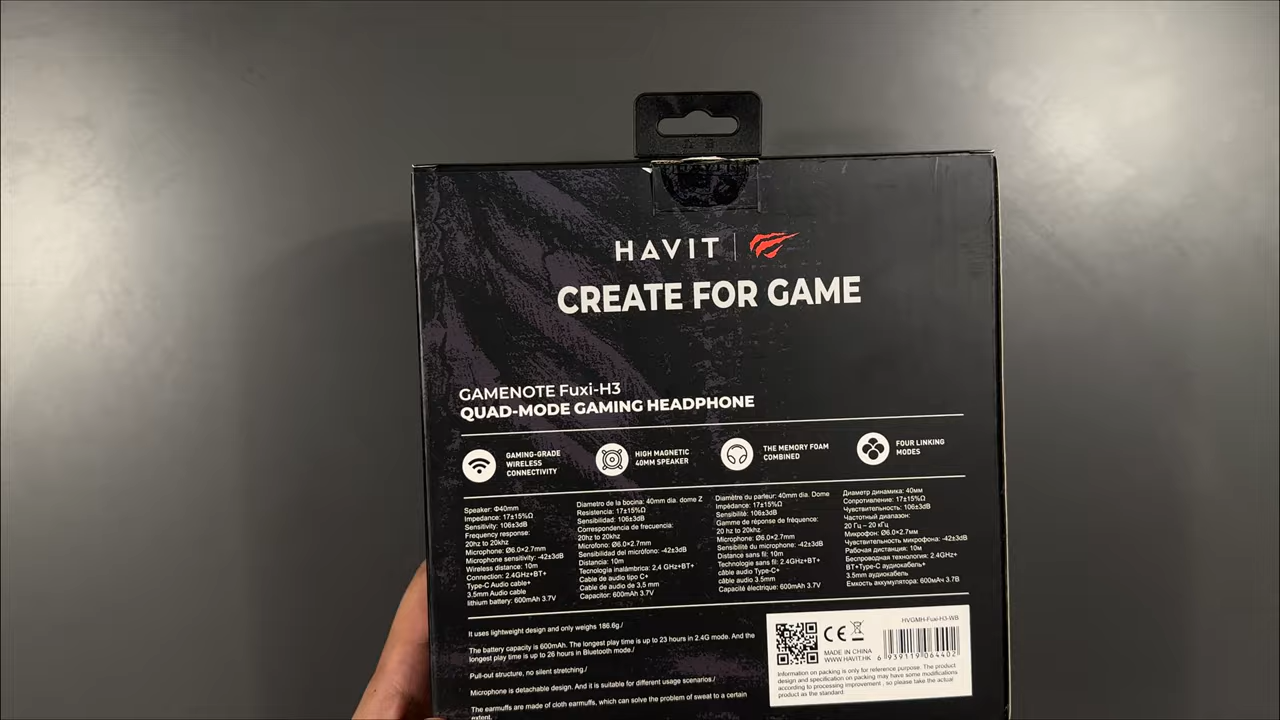 HAVIT
CREATE FOR GAME
GAMENOTE Fuxi-H3
QUAD-MODE GAMING HEADPHONE
GAMING-GRADE
WIRELESS
CONNECTIVITY
HIGH MAGNETIC
40MM SPEAKER
THE MEMORY FOAM
COMBINED
FOUR LINKING
MODES
Speaker: Φ40mm
Impedance: 17±15%Ω
Sensitivity: 106±3dB
Frequency response:
20hz to 20khz
Microphone: Ø6.0×2.7mm
Microphone sensitivity: -42±3dB
Wireless distance: 10m
Connection: 2.4GHz+BT+
Type-C Audio cable+
3.5mm Audio cable
lithium battery: 600mAh 3.7V
Diametro de la bocina: 40mm dia. dome Z
Resistencia: 17±15%Ω
Sensibilidad: 106±3dB
Correspondencia de frecuencia:
20hz to 20khz
Microfono: Ø6.0×2.7mm
Sensibilidad del micrófono: -42±3dB
Distancia: 10m
Tecnología inalámbrica: 2,4 GHz+BT+
Cable de audio tipo C+
Cable de audio de 3,5 mm
Capacitor: 600mAh 3.7V
Diamètre du parleur: 40mm dia. Dome
Impédance: 17±15%Ω
Sensibilité: 106±3dB
Gamme de réponse de fréquence:
20 hz to 20khz
Microphone: Ø6.0×2.7mm
Sensibilité du microphone: -42±3dB
Distance sans fil: 10m
Technologie sans fil: 2.4GHz+BT+
câble audio Type-C+
câble audio 3.5mm
Capacité électrique: 600mAh 3.7V
Диаметр динамика: 40мм
Сопротивление: 17±15%Ω
Чувствительность: 106±3dB
Частотный диапазон:
20 Гц – 20 кГц
Микрофон: Ø6.0×2.7мм
Чувствительность микрофона: -42±3dB
Рабочая дистанция: 10м
Беспроводная технология: 2.4GHz+
BT+Type-C аудиокабель+
3.5mm аудиокабель
Емкость аккумулятора: 600мАч 3.7В
It uses lightweight design and only weighs 186.6g./
The battery capacity is 600mAh. The longest play time is up to 23 hours in 2.4G mode. And the
longest play time is up to 26 hours in Bluetooth mode./
Pull-out structure, no silent stretching./
Microphone is detachable design. And it is suitable for different usage scenarios./
The earmuffs are made of cloth earmuffs, which can solve the problem of sweat to a certain
extent.
HVGMH-Fuxi-H3-WB
CE
MADE IN CHINA
WWW.HAVIT.HK
6 939119 064402
Information on packing is only for reference purpose. The product
design and specification on packing may have some modifications
according to processing improvement , so please take the actual
product as the standard.